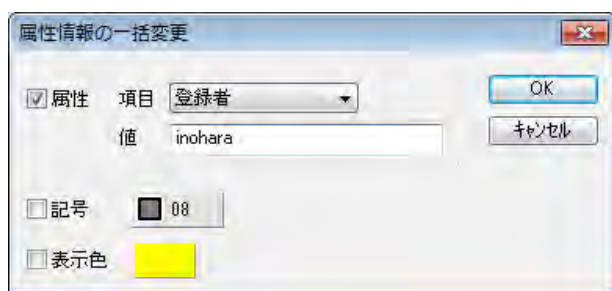 属性情報の一括変更
属性 項目 登録者 OK
値 inohara キャンセル
記号 08
表示色